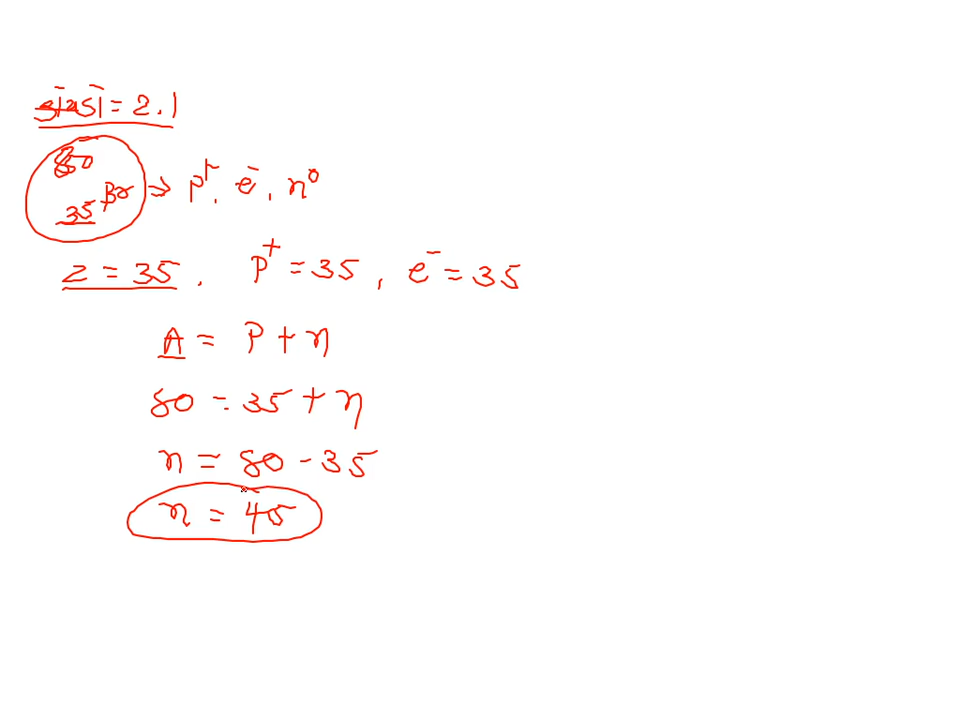 = 2.1
80
35 Br ⇒ p⁺, e⁻, n⁰
Z = 35. p⁺ = 35, e⁻ = 35
A = p + n
80 = 35 + n
n = 80 - 35
n = 45